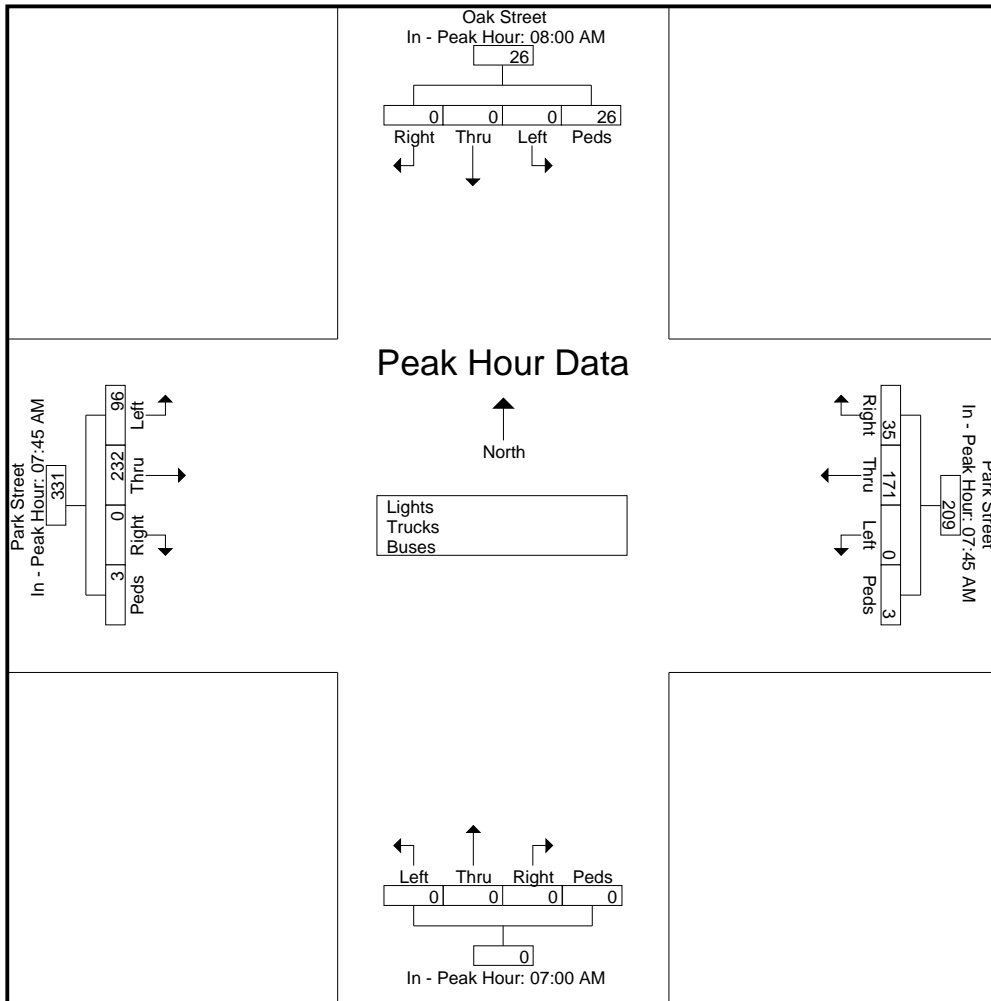 Oak Street
In - Peak Hour: 08:00 AM
26
0 0 0 26
Right Thru Left Peds
Peak Hour Data
North
Lights
Trucks
Buses
Park Street
In - Peak Hour: 07:45 AM
331
96 232 0 3
Left Thru Right Peds
Park Street
In - Peak Hour: 07:45 AM
209
35 171 0 3
Right Thru Left Peds
Left Thru Right Peds
0 0 0 0
0
In - Peak Hour: 07:00 AM